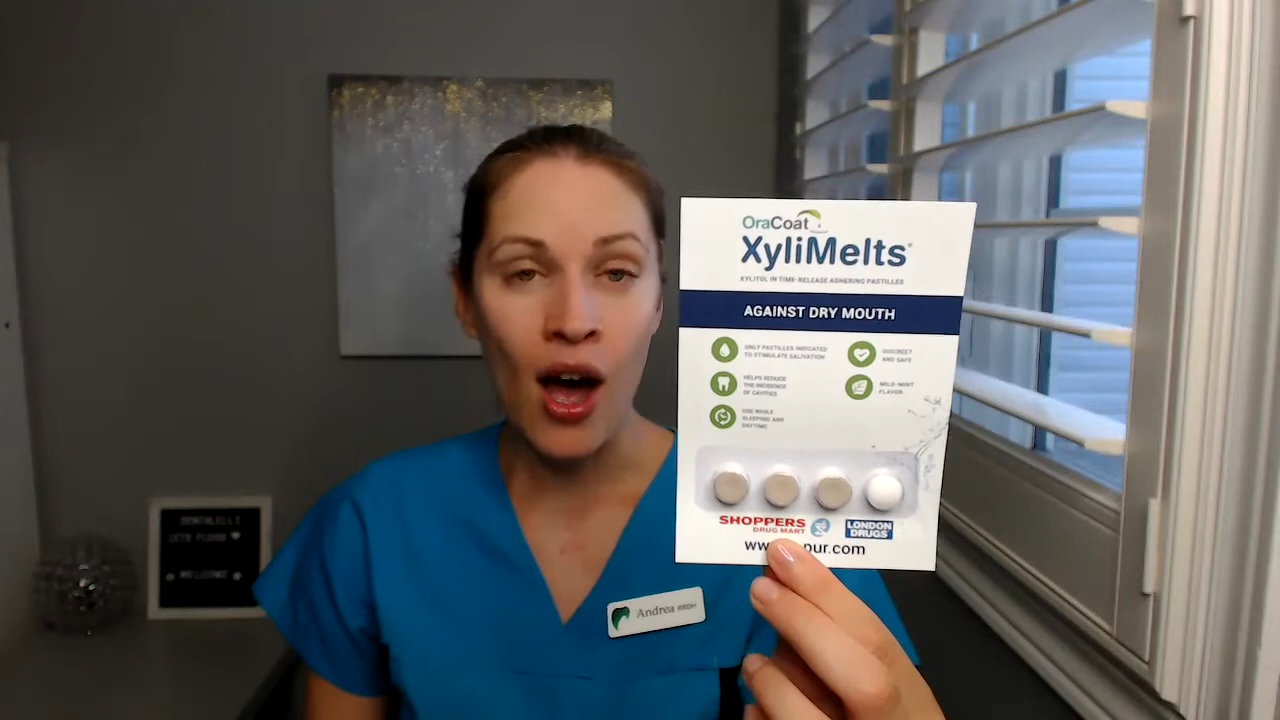 OraCoat
XyliMelts®
XYLITOL IN TIME-RELEASE ADHERING PASTILLES
AGAINST DRY MOUTH
ONLY PASTILLES INDICATED
TO STIMULATE SALIVATION
HELPS REDUCE
THE INCIDENCE
OF CAVITIES
USE WHILE
SLEEPING AND
DAYTIME
DISCREET
AND SAFE
MILD-MINT
FLAVOR
SHOPPERS
DRUG MART
LONDON
DRUGS
pur.com
Andrea RRDH
WELCOME